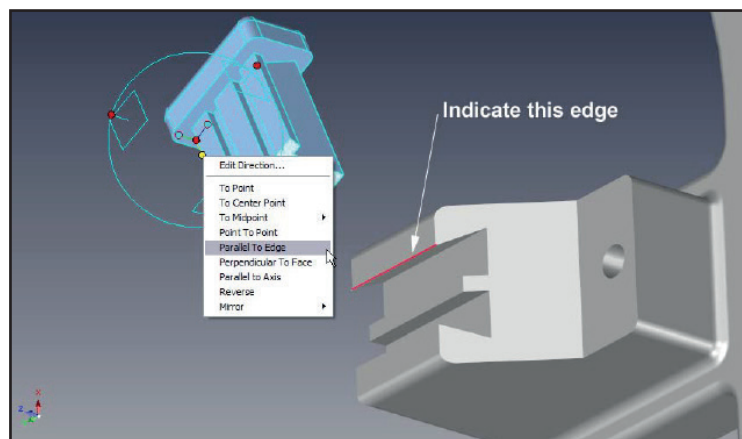 Indicate this edge
Edit Direction...
To Point
To Center Point
To Midpoint
Point To Point
Parallel To Edge
Perpendicular To Face
Parallel to Axis
Reverse
Mirror
X
Z